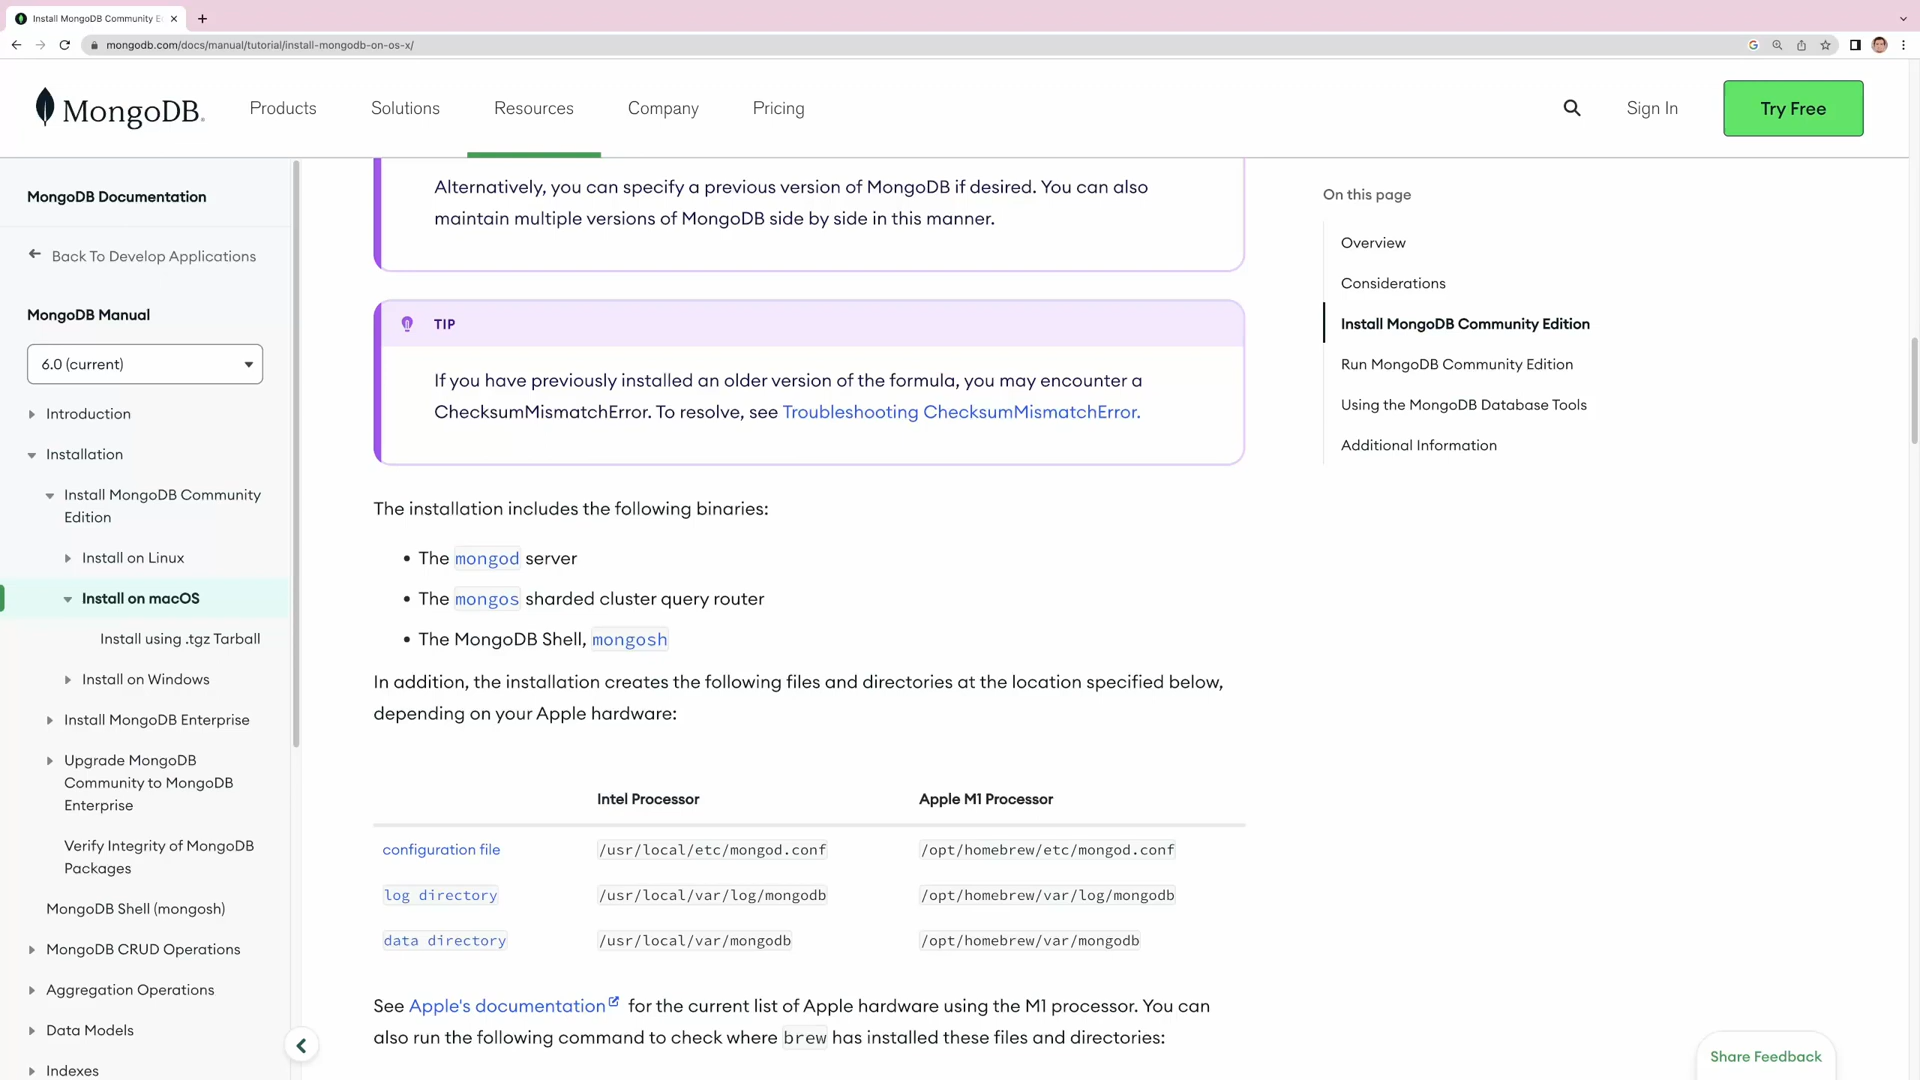 Install MongoDB Community E
mongodb.com/docs/manual/tutorial/install-mongodb-on-os-x/
MongoDB.
Products
Solutions
Resources
Company
Pricing
Sign In
Try Free
MongoDB Documentation
Back To Develop Applications
MongoDB Manual
6.0 (current)
Introduction
Installation
Install MongoDB Community
Edition
Install on Linux
Install on macOS
Install using .tgz Tarball
Install on Windows
Install MongoDB Enterprise
Upgrade MongoDB
Community to MongoDB
Enterprise
Verify Integrity of MongoDB
Packages
MongoDB Shell (mongosh)
MongoDB CRUD Operations
Aggregation Operations
Data Models
Indexes
Alternatively, you can specify a previous version of MongoDB if desired. You can also
maintain multiple versions of MongoDB side by side in this manner.
TIP
If you have previously installed an older version of the formula, you may encounter a
ChecksumMismatchError. To resolve, see Troubleshooting ChecksumMismatchError.
The installation includes the following binaries:
• The mongod server
• The mongos sharded cluster query router
• The MongoDB Shell, mongosh
In addition, the installation creates the following files and directories at the location specified below,
depending on your Apple hardware:
Intel Processor Apple M1 Processor
configuration file /usr/local/etc/mongod.conf /opt/homebrew/etc/mongod.conf
log directory /usr/local/var/log/mongodb /opt/homebrew/var/log/mongodb
data directory /usr/local/var/mongodb /opt/homebrew/var/mongodb
See Apple's documentation for the current list of Apple hardware using the M1 processor. You can
also run the following command to check where brew has installed these files and directories:
On this page
Overview
Considerations
Install MongoDB Community Edition
Run MongoDB Community Edition
Using the MongoDB Database Tools
Additional Information
Share Feedback